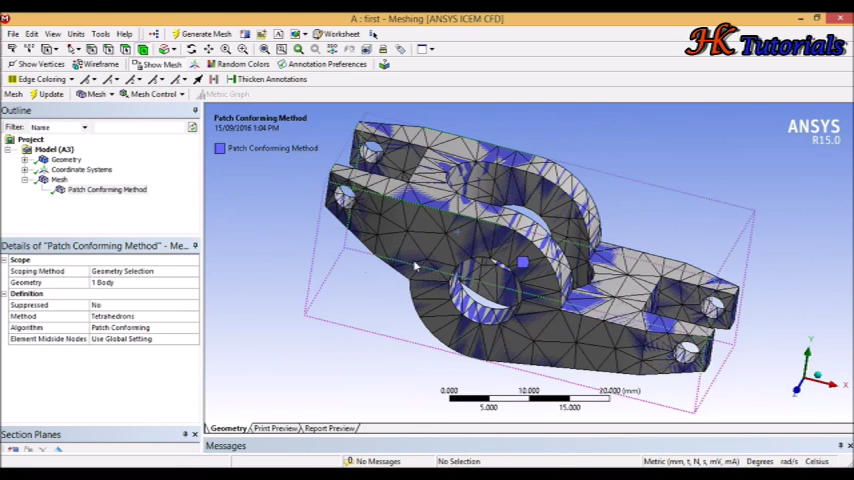 A : first - Meshing [ANSYS ICEM CFD]
HK Tutorials
File Edit View Units Tools Help Generate Mesh Worksheet
Show Vertices Wireframe Show Mesh Random Colors Annotation Preferences
Edge Coloring Thicken Annotations
Mesh Update Mesh Mesh Control Metric Graph
Outline
Filter: Name
Project
Model (A3)
Geometry
Coordinate Systems
Mesh
Patch Conforming Method
Details of "Patch Conforming Method" - Me...
Scope
Scoping Method Geometry Selection
Geometry 1 Body
Definition
Suppressed No
Method Tetrahedrons
Algorithm Patch Conforming
Element Midside Nodes Use Global Setting
Section Planes
Patch Conforming Method
15/09/2016 1:04 PM
Patch Conforming Method
ANSYS
R15.0
0.000 10.000 20.000 (mm)
5.000 15.000
Y
X
Z
Geometry Print Preview Report Preview
Messages
No Messages No Selection Metric (mm, t, N, s, mV, mA) Degrees rad/s Celsius